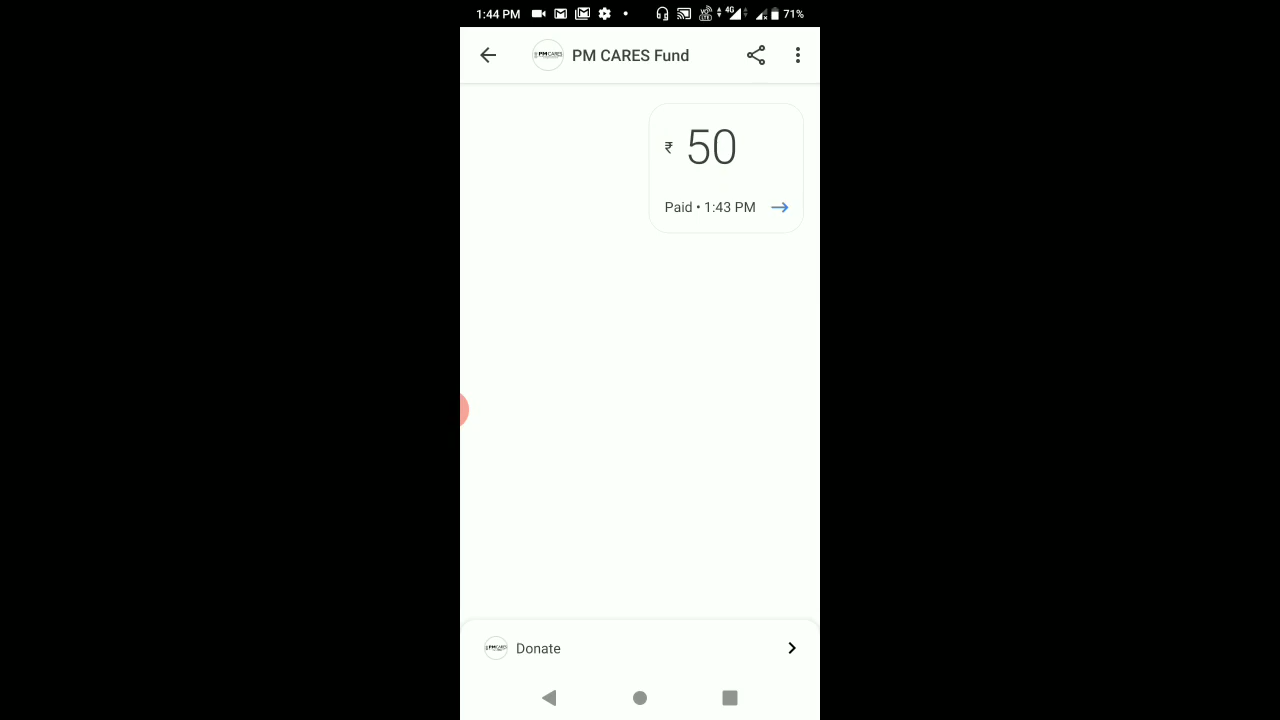 1:44 PM 4G 71%
PM CARES Fund
₹ 50
Paid • 1:43 PM
Donate